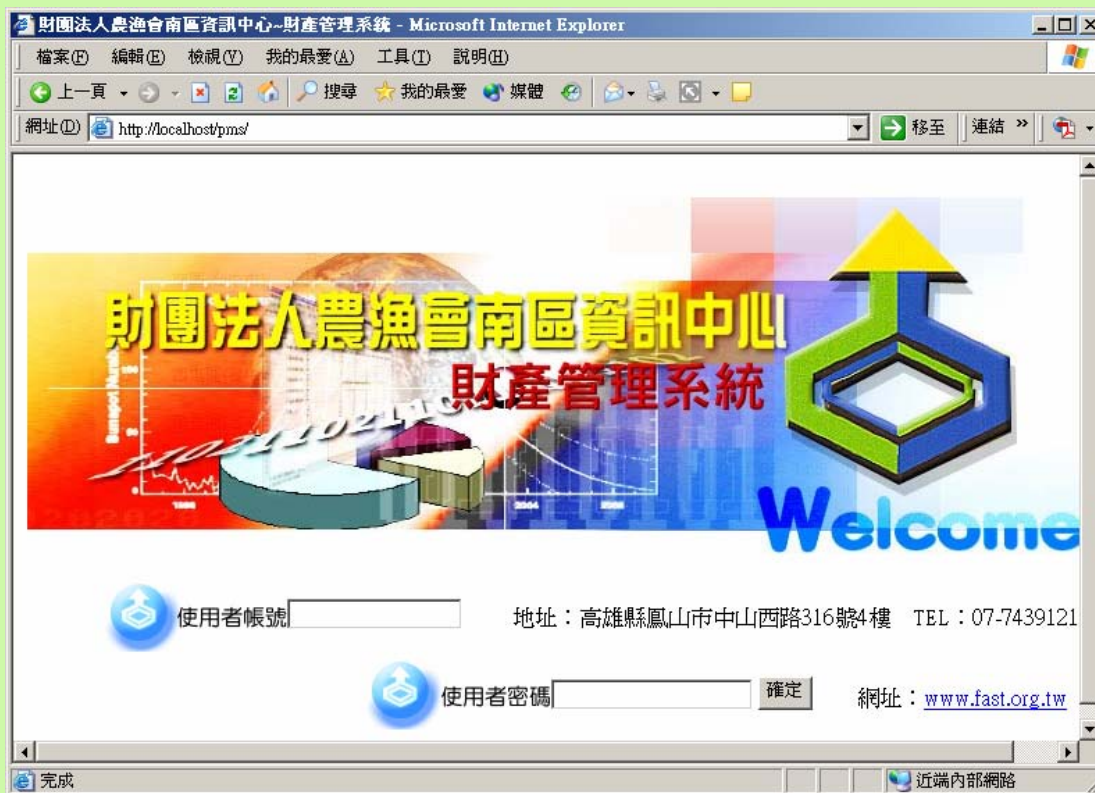 財團法人農漁會南區資訊中心~財產管理系統 - Microsoft Internet Explorer
檔案(F) 編輯(E) 檢視(V) 我的最愛(A) 工具(T) 說明(H)
上一頁 搜尋 我的最愛 媒體
網址(D) http://localhost/pms/ 移至 連結 »
財團法人農漁會南區資訊中心
財產管理系統
110211021102
Welcome
使用者帳號 地址：高雄縣鳳山市中山西路316號4樓 TEL：07-7439121
使用者密碼 確定 網址：www.fast.org.tw
完成 近端內部網路